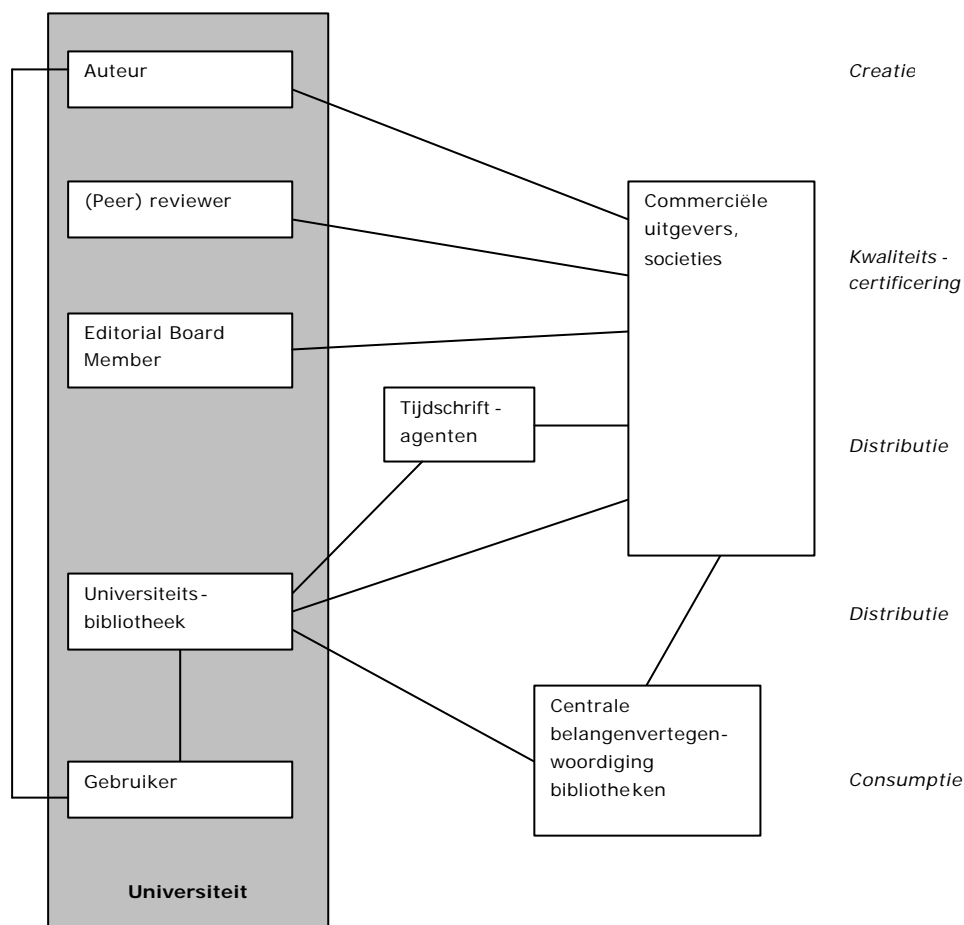 Auteur
Creatie
(Peer) reviewer
Commerciële
uitgevers,
societies
Kwaliteits -
certificering
Editorial Board
Member
Tijdschrift -
agenten
Distributie
Universiteits -
bibliotheek
Distributie
Centrale
belangenvertegen-
woordiging
bibliotheken
Gebruiker
Consumptie
Universiteit